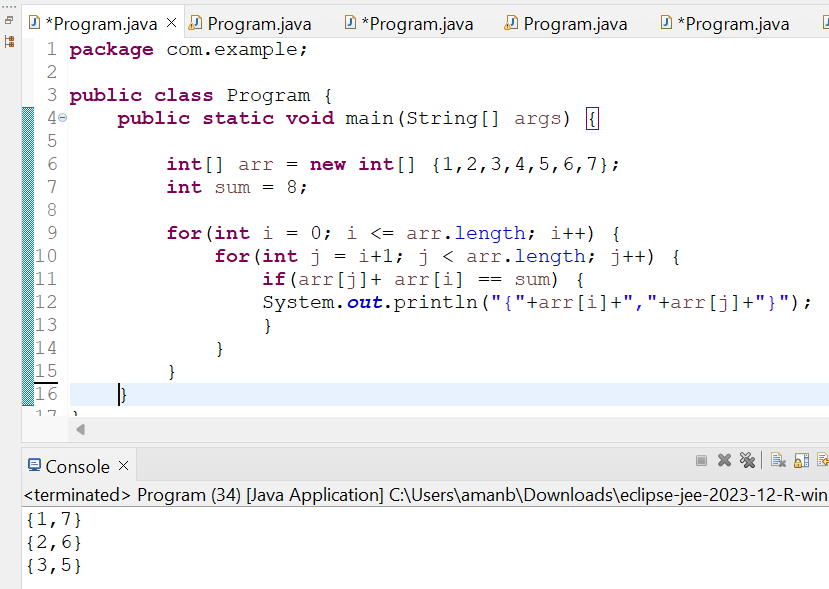 *Program.java Program.java *Program.java Program.java *Program.java
1 package com.example;
2
3 public class Program {
4     public static void main(String[] args) {
5
6         int[] arr = new int[] {1,2,3,4,5,6,7};
7         int sum = 8;
8
9         for(int i = 0; i <= arr.length; i++) {
10             for(int j = i+1; j < arr.length; j++) {
11                 if(arr[j]+ arr[i] == sum) {
12                 System.out.println("{"+arr[i]+","+arr[j]+"}");
13                 }
14             }
15         }
16     }
17 }
Console
<terminated> Program (34) [Java Application] C:\Users\amanb\Downloads\eclipse-jee-2023-12-R-win
{1,7}
{2,6}
{3,5}